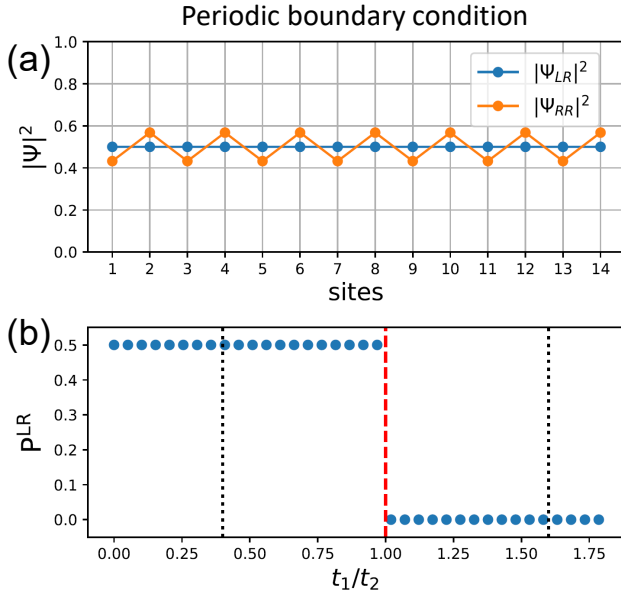 Periodic boundary condition
(a)
|Ψ|²
1.0
0.8
0.6
0.4
0.2
0.0
|Ψ_LR|²
|Ψ_RR|²
1 2 3 4 5 6 7 8 9 10 11 12 13 14
sites
(b)
P^LR
0.5
0.4
0.3
0.2
0.1
0.0
0.00 0.25 0.50 0.75 1.00 1.25 1.50 1.75
t₁/t₂